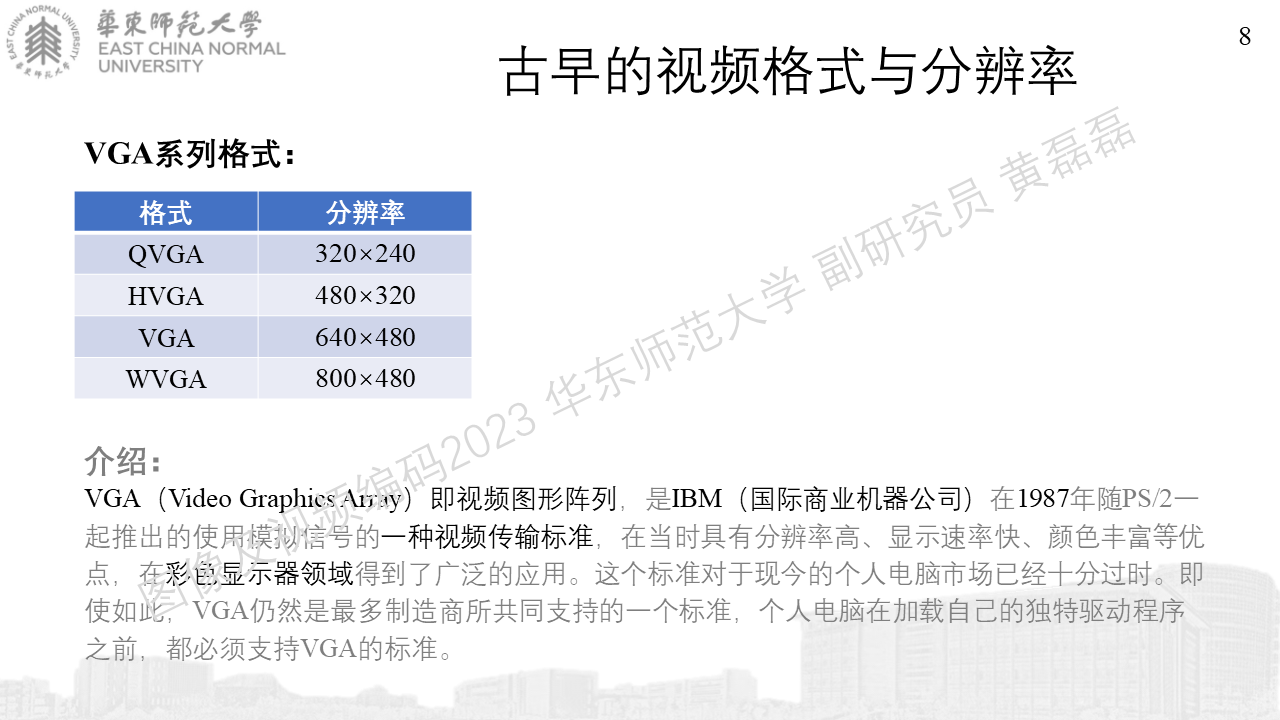 華東師範大學
EAST CHINA NORMAL
UNIVERSITY
EAST CHINA NORMAL UNIVERSITY
華東师范大學
8
古早的视频格式与分辨率
VGA系列格式：
格式 分辨率
QVGA 320×240
HVGA 480×320
VGA 640×480
WVGA 800×480
介绍：
VGA（Video Graphics Array）即视频图形阵列，是IBM（国际商业机器公司）在1987年随PS/2一
起推出的使用模拟信号的一种视频传输标准，在当时具有分辨率高、显示速率快、颜色丰富等优
点，在彩色显示器领域得到了广泛的应用。这个标准对于现今的个人电脑市场已经十分过时。即
使如此，VGA仍然是最多制造商所共同支持的一个标准，个人电脑在加载自己的独特驱动程序
之前，都必须支持VGA的标准。
图像及视频编码2023 华东师范大学 副研究员 黄磊磊